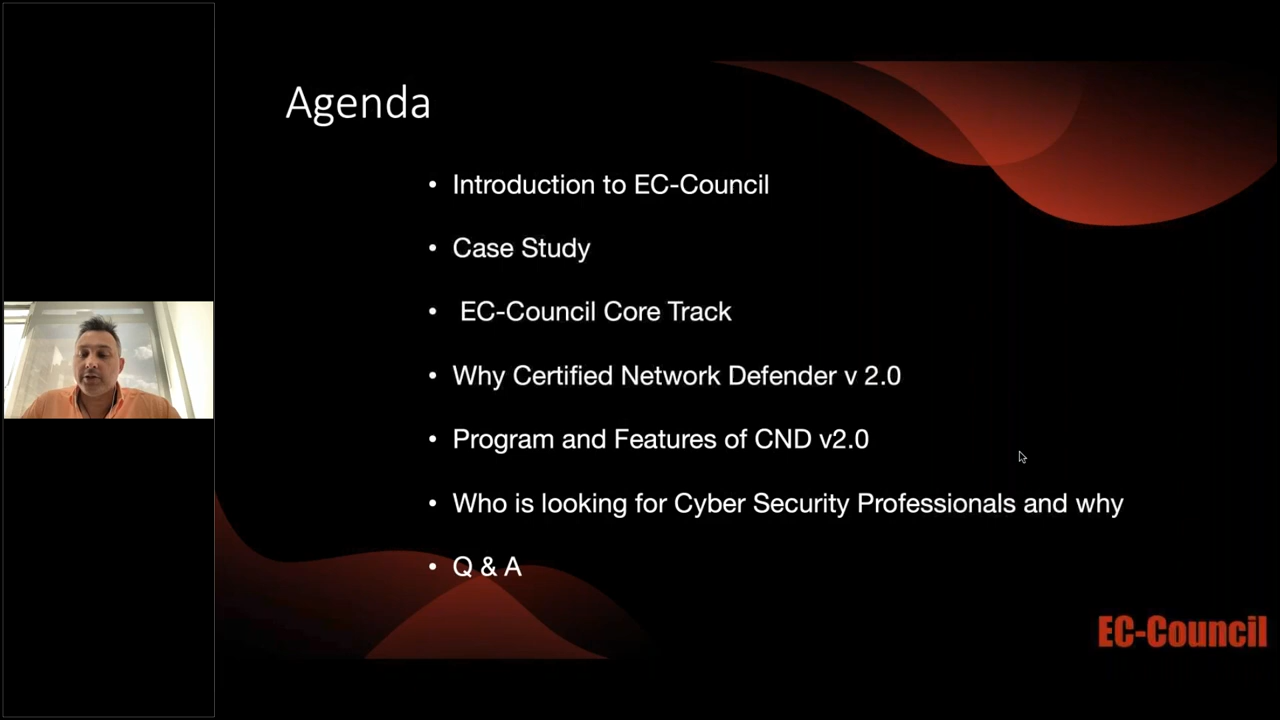 Agenda
• Introduction to EC-Council
• Case Study
• EC-Council Core Track
• Why Certified Network Defender v 2.0
• Program and Features of CND v2.0
• Who is looking for Cyber Security Professionals and why
• Q & A
EC-Council